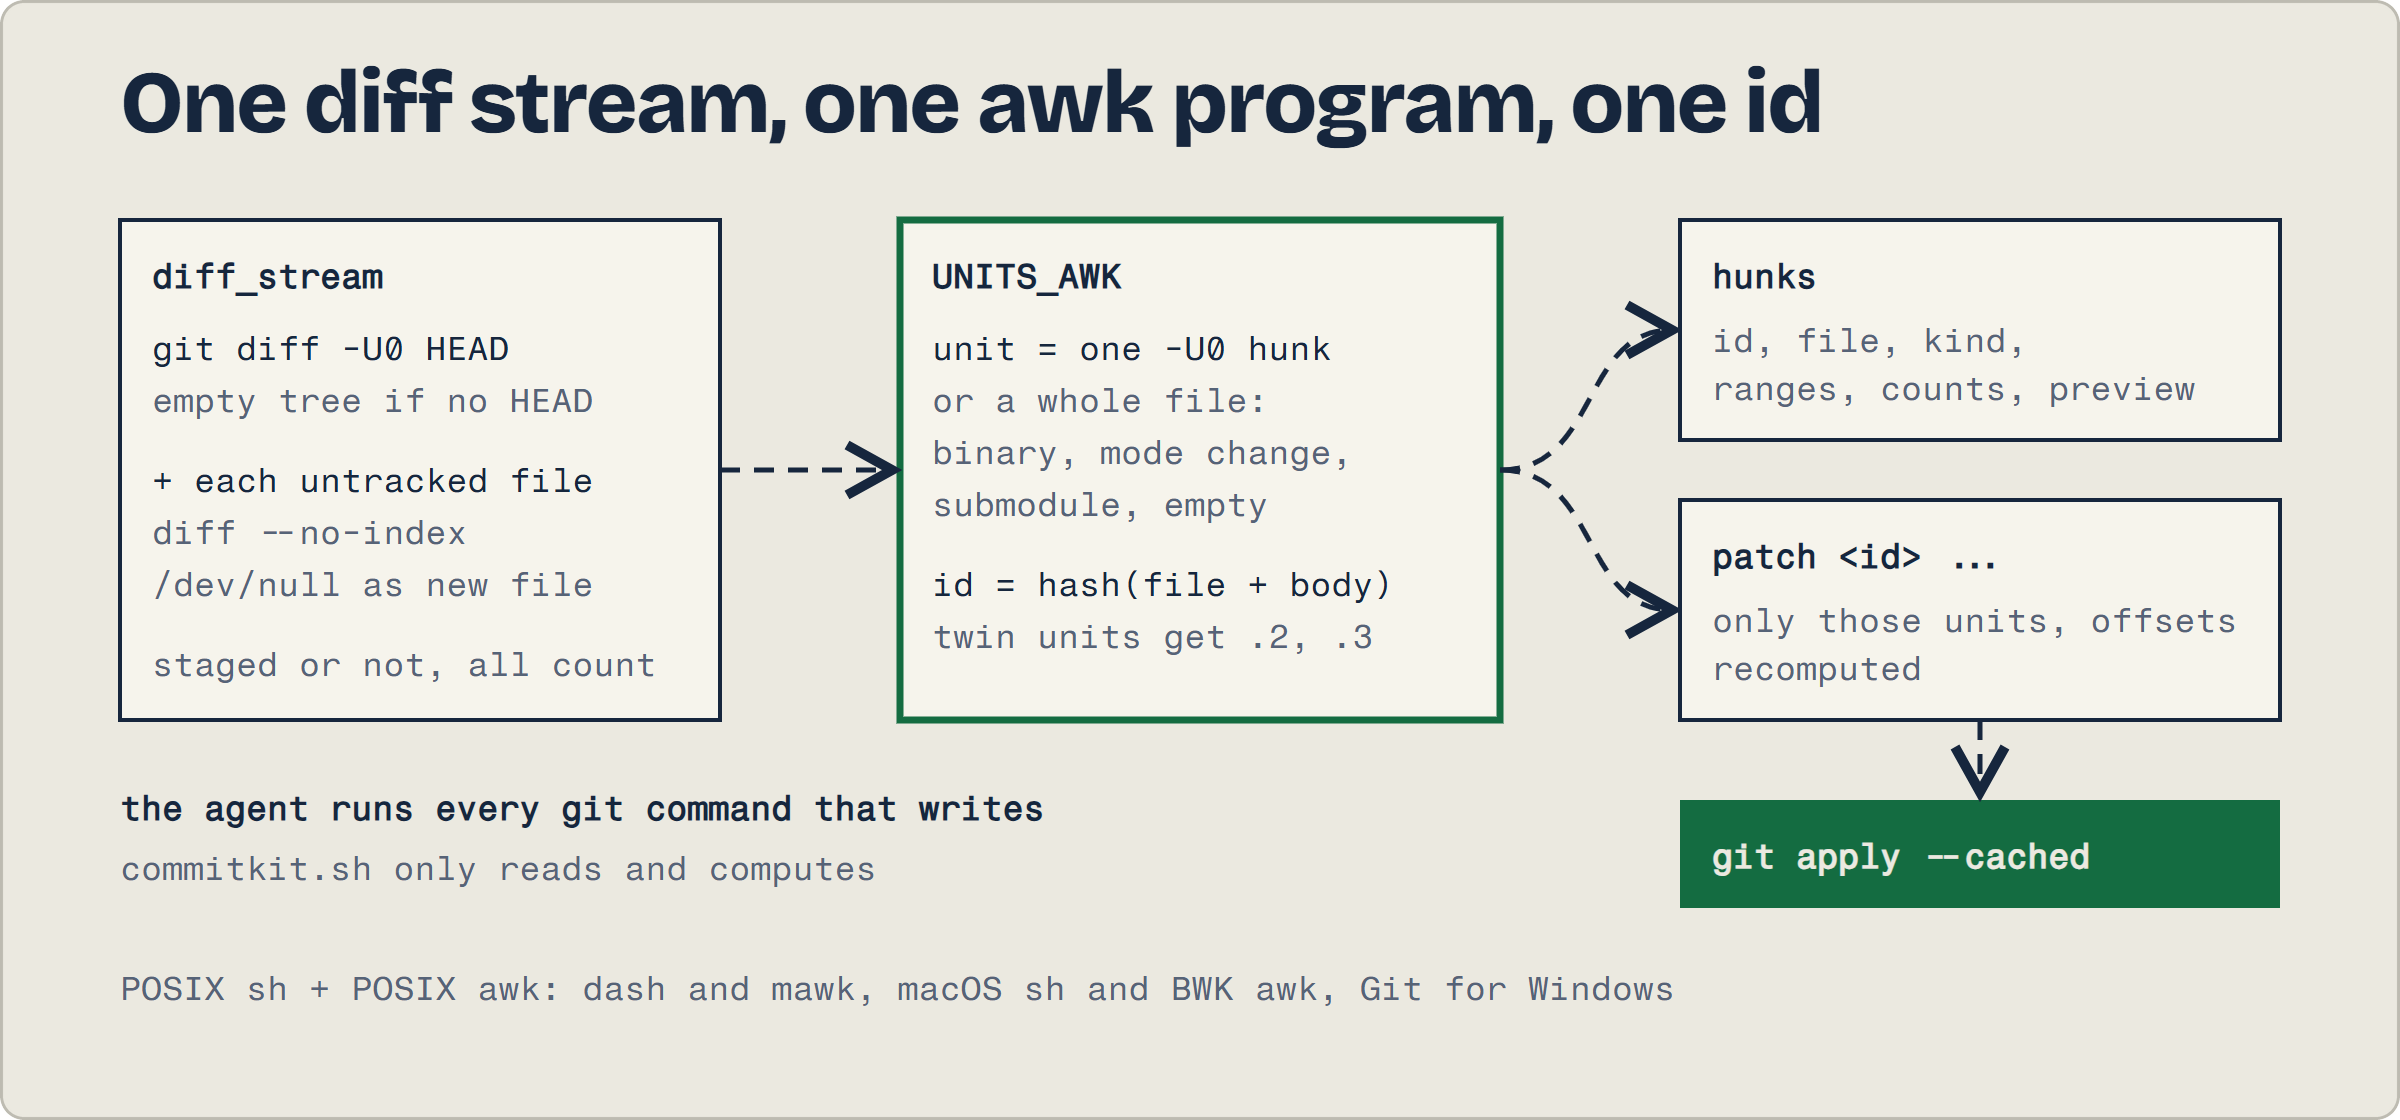 One diff stream, one awk program, one id
diff_stream
git diff -U0 HEAD
empty tree if no HEAD
+ each untracked file
diff --no-index
/dev/null as new file
staged or not, all count
UNITS_AWK
unit = one -U0 hunk
or a whole file:
binary, mode change,
submodule, empty
id = hash(file + body)
twin units get .2, .3
hunks
id, file, kind,
ranges, counts, preview
patch <id> ...
only those units, offsets
recomputed
git apply --cached
the agent runs every git command that writes
commitkit.sh only reads and computes
POSIX sh + POSIX awk: dash and mawk, macOS sh and BWK awk, Git for Windows